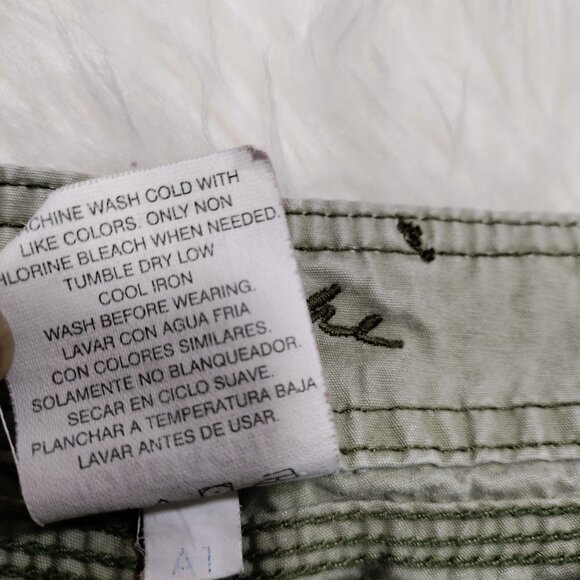 CHINE WASH COLD WITH
LIKE COLORS. ONLY NON
HLORINE BLEACH WHEN NEEDED.
TUMBLE DRY LOW
COOL IRON
WASH BEFORE WEARING.
LAVAR CON AGUA FRIA
CON COLORES SIMILARES.
SOLAMENTE NO BLANQUEADOR.
SECAR EN CICLO SUAVE.
PLANCHAR A TEMPERATURA BAJA
LAVAR ANTES DE USAR.
A1